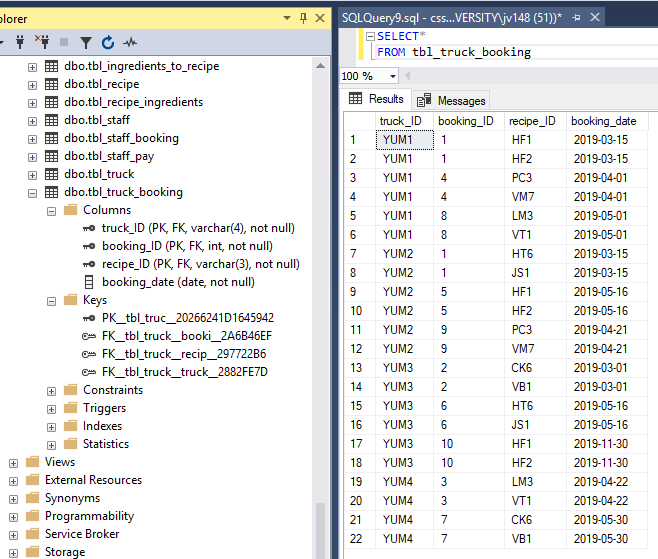 plorer
dbo.tbl_ingredients_to_recipe
dbo.tbl_recipe
dbo.tbl_recipe_ingredients
dbo.tbl_staff
dbo.tbl_staff_booking
dbo.tbl_staff_pay
dbo.tbl_truck
dbo.tbl_truck_booking
Columns
truck_ID (PK, FK, varchar(4), not null)
booking_ID (PK, FK, int, not null)
recipe_ID (PK, FK, varchar(3), not null)
booking_date (date, not null)
Keys
PK__tbl_truc__20266241D1645942
FK__tbl_truck__booki__2A6B46EF
FK__tbl_truck__recip__297722B6
FK__tbl_truck__truck__2882FE7D
Constraints
Triggers
Indexes
Statistics
Views
External Resources
Synonyms
Programmability
Service Broker
Storage
SQLQuery9.sql - css...VERSITY\jv148 (51))*
SELECT*
FROM tbl_truck_booking
100 %
Results Messages
truck_ID booking_ID recipe_ID booking_date
1 YUM1 1 HF1 2019-03-15
2 YUM1 1 HF2 2019-03-15
3 YUM1 4 PC3 2019-04-01
4 YUM1 4 VM7 2019-04-01
5 YUM1 8 LM3 2019-05-01
6 YUM1 8 VT1 2019-05-01
7 YUM2 1 HT6 2019-03-15
8 YUM2 1 JS1 2019-03-15
9 YUM2 5 HF1 2019-05-16
10 YUM2 5 HF2 2019-05-16
11 YUM2 9 PC3 2019-04-21
12 YUM2 9 VM7 2019-04-21
13 YUM3 2 CK6 2019-03-01
14 YUM3 2 VB1 2019-03-01
15 YUM3 6 HT6 2019-05-16
16 YUM3 6 JS1 2019-05-16
17 YUM3 10 HF1 2019-11-30
18 YUM3 10 HF2 2019-11-30
19 YUM4 3 LM3 2019-04-22
20 YUM4 3 VT1 2019-04-22
21 YUM4 7 CK6 2019-05-30
22 YUM4 7 VB1 2019-05-30